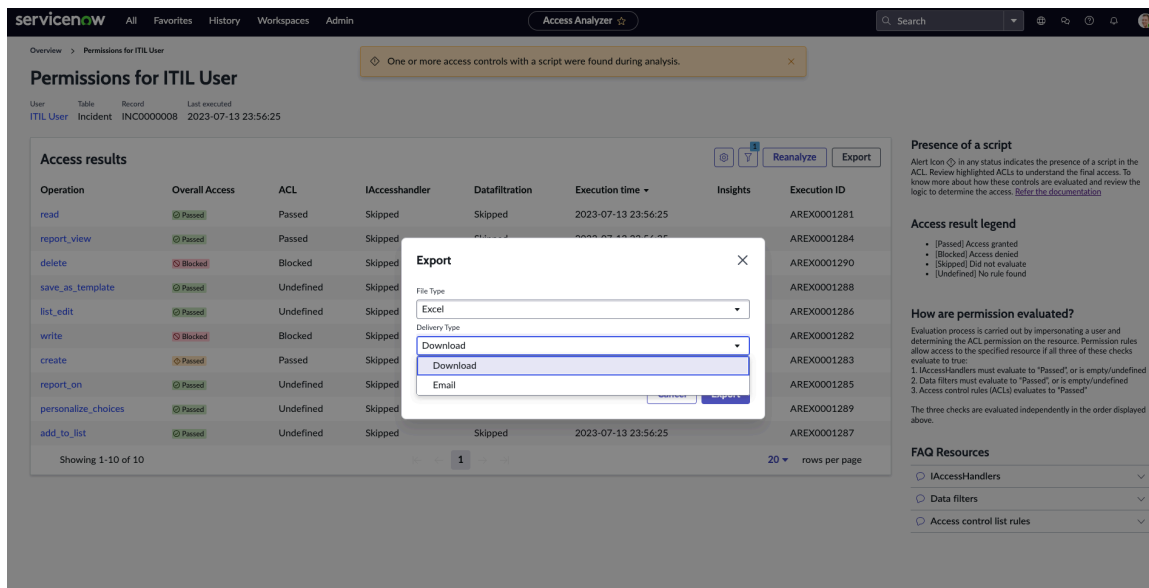 servicenow All Favorites History Workspaces Admin Access Analyzer Search
Overview > Permissions for ITIL User
One or more access controls with a script were found during analysis.
Permissions for ITIL User
User Table Record Last executed
ITIL User Incident INC0000008 2023-07-13 23:56:25
Access results
1
Reanalyze Export
Operation Overall Access ACL IAccesshandler Datafiltration Execution time Insights Execution ID
read Passed Passed Skipped Skipped 2023-07-13 23:56:25 AREX0001281
report_view Passed Passed Skipped AREX0001284
delete Blocked Blocked Skipped AREX0001290
save_as_template Passed Undefined Skipped AREX0001288
list_edit Passed Undefined Skipped AREX0001286
write Blocked Blocked Skipped AREX0001282
create Passed Passed Skipped AREX0001283
report_on Passed Undefined Skipped AREX0001285
personalize_choices Passed Undefined Skipped AREX0001289
add_to_list Passed Undefined Skipped Skipped 2023-07-13 23:56:25 AREX0001287
Showing 1-10 of 10 1 20 rows per page
Export
File Type
Excel
Delivery Type
Download
Download
Email
Export
Presence of a script
Alert Icon in any status indicates the presence of a script in the
ACL. Review highlighted ACLs to understand the final access. To
know more about how these controls are evaluated and review the
logic to determine the access. Refer the documentation
Access result legend
• [Passed] Access granted
• [Blocked] Access denied
• [Skipped] Did not evaluate
• [Undefined] No rule found
How are permission evaluated?
Evaluation process is carried out by impersonating a user and
determining the ACL permission on the resource. Permission rules
allow access to the specified resource if all three of these checks
evaluate to true:
1. IAccessHandlers must evaluate to "Passed", or is empty/undefined
2. Data filters must evaluate to "Passed", or is empty/undefined
3. Access control rules (ACLs) evaluates to "Passed"
The three checks are evaluated independently in the order displayed
above.
FAQ Resources
IAccessHandlers
Data filters
Access control list rules